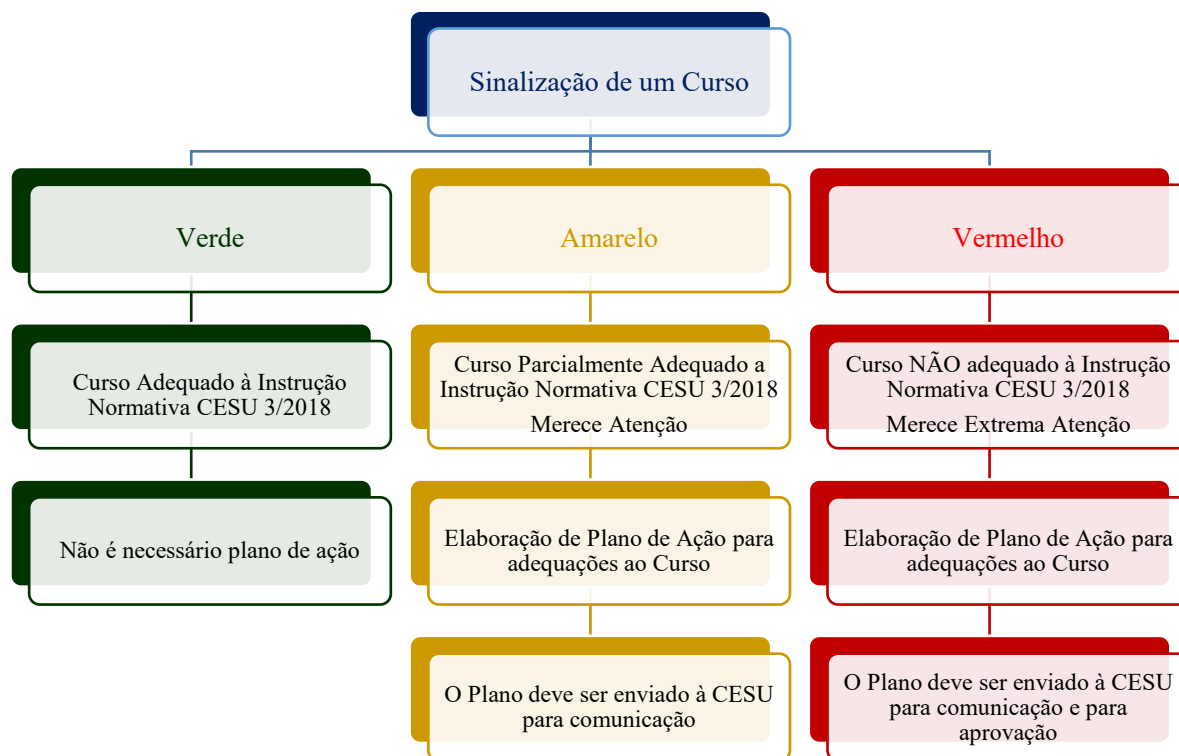 Sinalização de um Curso
Verde
Amarelo
Vermelho
Curso Adequado à Instrução
Normativa CESU 3/2018
Curso Parcialmente Adequado a
Instrução Normativa CESU 3/2018
Merece Atenção
Curso NÃO adequado à Instrução
Normativa CESU 3/2018
Merece Extrema Atenção
Não é necessário plano de ação
Elaboração de Plano de Ação para
adequações ao Curso
Elaboração de Plano de Ação para
adequações ao Curso
O Plano deve ser enviado à CESU
para comunicação
O Plano deve ser enviado à CESU
para comunicação e para
aprovação